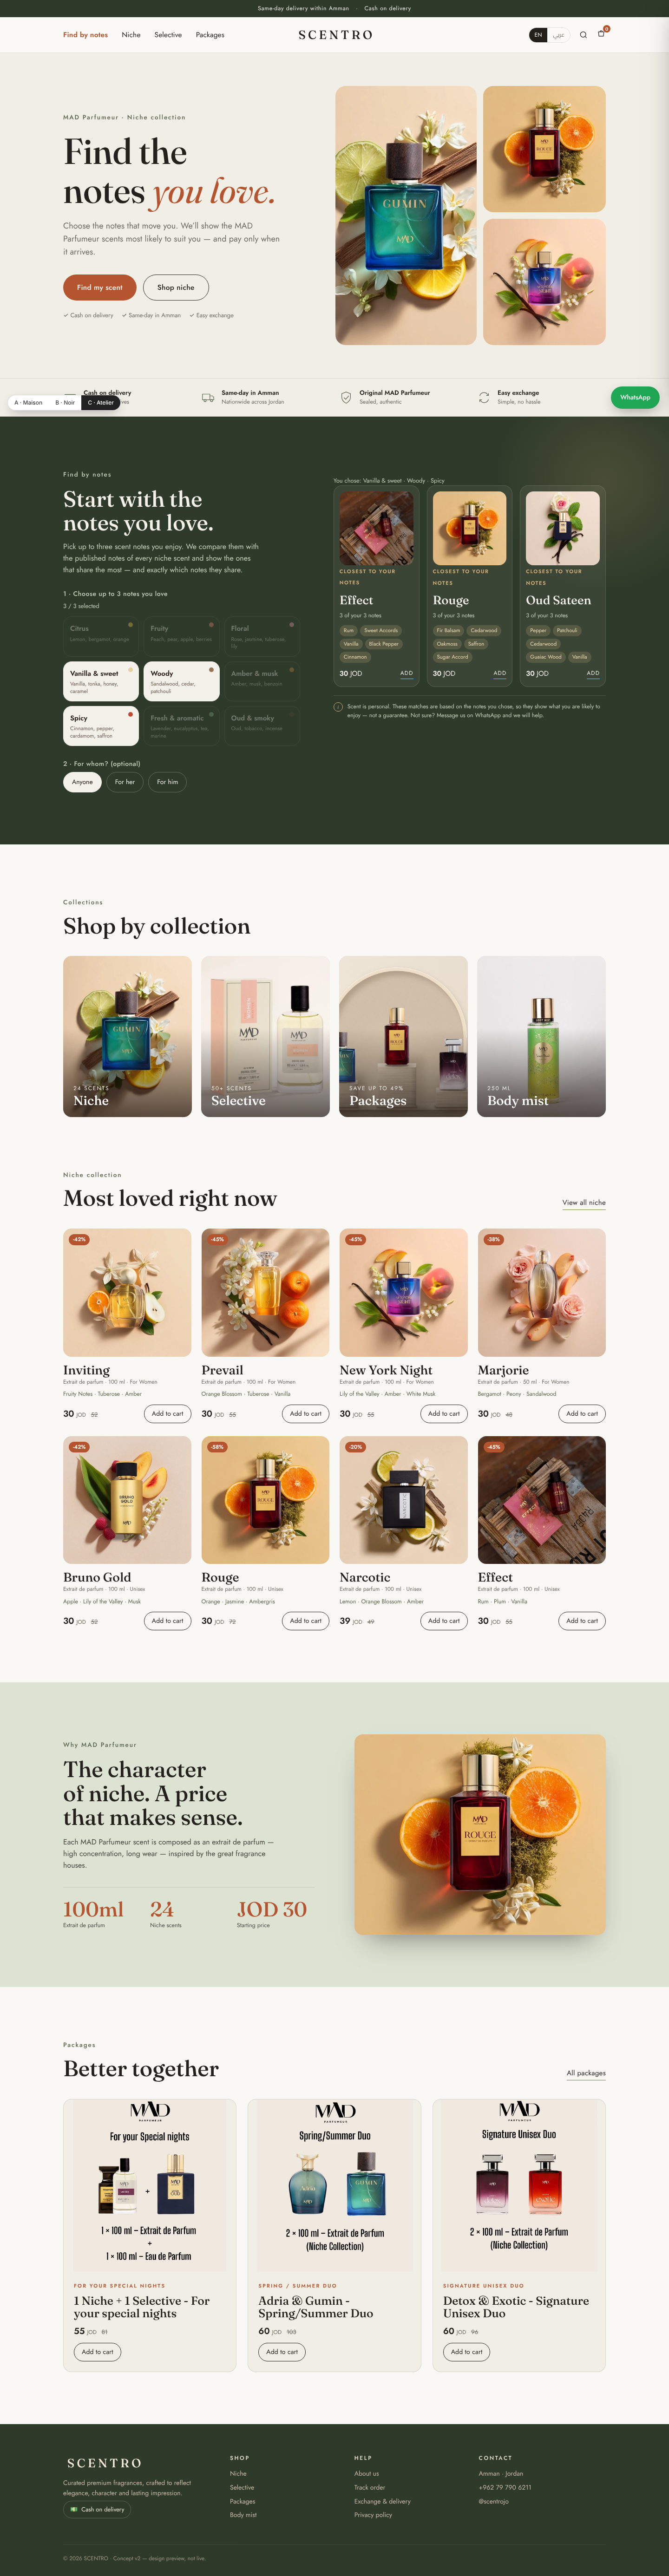 Same-day delivery within Amman · Cash on delivery
Find by notes
Niche
Selective
Packages
SCENTRO
EN
عربي
0
MAD Parfumeur · Niche collection
Find the
notes you love.
Choose the notes that move you. We'll show the MAD
Parfumeur scents most likely to suit you — and pay only when
it arrives.
Find my scent
Shop niche
✓ Cash on delivery
✓ Same-day in Amman
✓ Easy exchange
GUMIN
MAD
ROUGE
Cash on delivery
Same-day in Amman
Nationwide across Jordan
Original MAD Parfumeur
Sealed, authentic
Easy exchange
Simple, no hassle
A · Maison
B · Noir
C · Atelier
WhatsApp
Find by notes
Start with the
notes you love.
Pick up to three scent notes you enjoy. We compare them with
the published notes of every niche scent and show the ones
that share the most — and exactly which notes they share.
1 · Choose up to 3 notes you love
3 / 3 selected
Citrus
Lemon, bergamot, orange
Fruity
Peach, pear, apple, berries
Floral
Rose, jasmine, tuberose,
lily
Vanilla & sweet
Vanilla, tonka, honey,
caramel
Woody
Sandalwood, cedar,
patchouli
Amber & musk
Amber, musk, benzoin
Spicy
Cinnamon, pepper,
cardamom, saffron
Fresh & aromatic
Lavender, eucalyptus, tea,
marine
Oud & smoky
Oud, tobacco, incense
2 · For whom? (optional)
Anyone
For her
For him
You chose: Vanilla & sweet · Woody · Spicy
CLOSEST TO YOUR
NOTES
Effect
3 of your 3 notes
Rum
Sweet Accords
Vanilla
Black Pepper
Cinnamon
30 JOD
ADD
CLOSEST TO YOUR
NOTES
Rouge
3 of your 3 notes
Fir Balsam
Cedarwood
Oakmoss
Saffron
Sugar Accord
30 JOD
ADD
CLOSEST TO YOUR
NOTES
Oud Sateen
3 of your 3 notes
Pepper
Patchouli
Cedarwood
Guaiac Wood
Vanilla
30 JOD
ADD
Scent is personal. These matches are based on the notes you chose, so they show what you are likely to
enjoy — not a guarantee. Not sure? Message us on WhatsApp and we will help.
Collections
Shop by collection
24 SCENTS
Niche
50+ SCENTS
Selective
SAVE UP TO 49%
Packages
250 ML
Body mist
Niche collection
Most loved right now
View all niche
-42%
Inviting
Extrait de parfum · 100 ml · For Women
Fruity Notes · Tuberose · Amber
30 JOD 52
Add to cart
-45%
Prevail
Extrait de parfum · 100 ml · For Women
Orange Blossom · Tuberose · Vanilla
30 JOD 55
Add to cart
-45%
New York Night
Extrait de parfum · 100 ml · For Women
Lily of the Valley · Amber · White Musk
30 JOD 55
Add to cart
-38%
Marjorie
Extrait de parfum · 50 ml · For Women
Bergamot · Peony · Sandalwood
30 JOD 48
Add to cart
-42%
BRUNO
GOLD
Bruno Gold
Extrait de parfum · 100 ml · Unisex
Apple · Lily of the Valley · Musk
30 JOD 52
Add to cart
-58%
ROUGE
Rouge
Extrait de parfum · 100 ml · Unisex
Orange · Jasmine · Ambergris
30 JOD 72
Add to cart
-20%
Narcotic
Extrait de parfum · 100 ml · Unisex
Lemon · Orange Blossom · Amber
39 JOD 49
Add to cart
-45%
Effect
Extrait de parfum · 100 ml · Unisex
Rum · Plum · Vanilla
30 JOD 55
Add to cart
Why MAD Parfumeur
The character
of niche. A price
that makes sense.
Each MAD Parfumeur scent is composed as an extrait de parfum —
high concentration, long wear — inspired by the great fragrance
houses.
100ml
Extrait de parfum
24
Niche scents
JOD 30
Starting price
MAD
ROUGE
Packages
Better together
All packages
MAD
PARFUMEUR
For your Special nights
+
1 × 100 ml – Extrait de Parfum
+
1 × 100 ml – Eau de Parfum
FOR YOUR SPECIAL NIGHTS
1 Niche + 1 Selective - For
your special nights
55 JOD 81
Add to cart
MAD
PARFUMEUR
Spring/Summer Duo
2 × 100 ml – Extrait de Parfum
(Niche Collection)
SPRING / SUMMER DUO
Adria & Gumin -
Spring/Summer Duo
60 JOD 103
Add to cart
MAD
PARFUMEUR
Signature Unisex Duo
2 × 100 ml – Extrait de Parfum
(Niche Collection)
SIGNATURE UNISEX DUO
Detox & Exotic - Signature
Unisex Duo
60 JOD 96
Add to cart
SCENTRO
Curated premium fragrances, crafted to reflect
elegance, character and lasting impression.
Cash on delivery
SHOP
Niche
Selective
Packages
Body mist
HELP
About us
Track order
Exchange & delivery
Privacy policy
CONTACT
Amman · Jordan
+962 79 790 6211
@scentrojo
© 2026 SCENTRO · Concept v2 — design preview, not live.